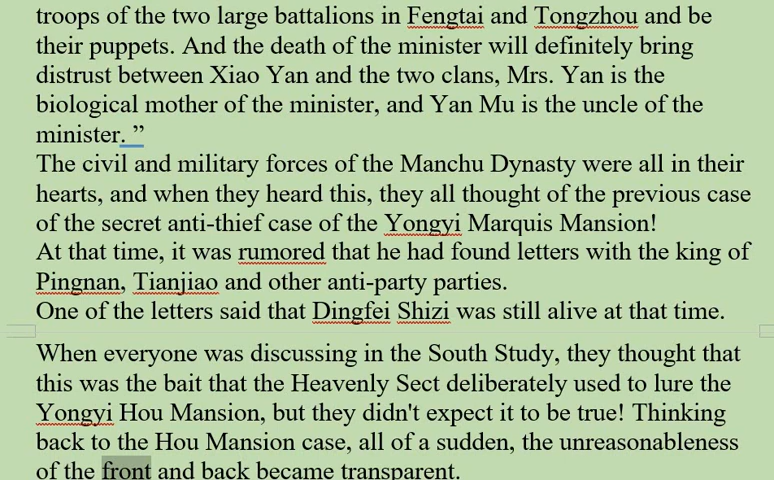 troops of the two large battalions in Fengtai and Tongzhou and be
their puppets. And the death of the minister will definitely bring
distrust between Xiao Yan and the two clans, Mrs. Yan is the
biological mother of the minister, and Yan Mu is the uncle of the
minister. ”
The civil and military forces of the Manchu Dynasty were all in their
hearts, and when they heard this, they all thought of the previous case
of the secret anti-thief case of the Yongyi Marquis Mansion!
At that time, it was rumored that he had found letters with the king of
Pingnan, Tianjiao and other anti-party parties.
One of the letters said that Dingfei Shizi was still alive at that time.
When everyone was discussing in the South Study, they thought that
this was the bait that the Heavenly Sect deliberately used to lure the
Yongyi Hou Mansion, but they didn't expect it to be true! Thinking
back to the Hou Mansion case, all of a sudden, the unreasonableness
of the front and back became transparent.